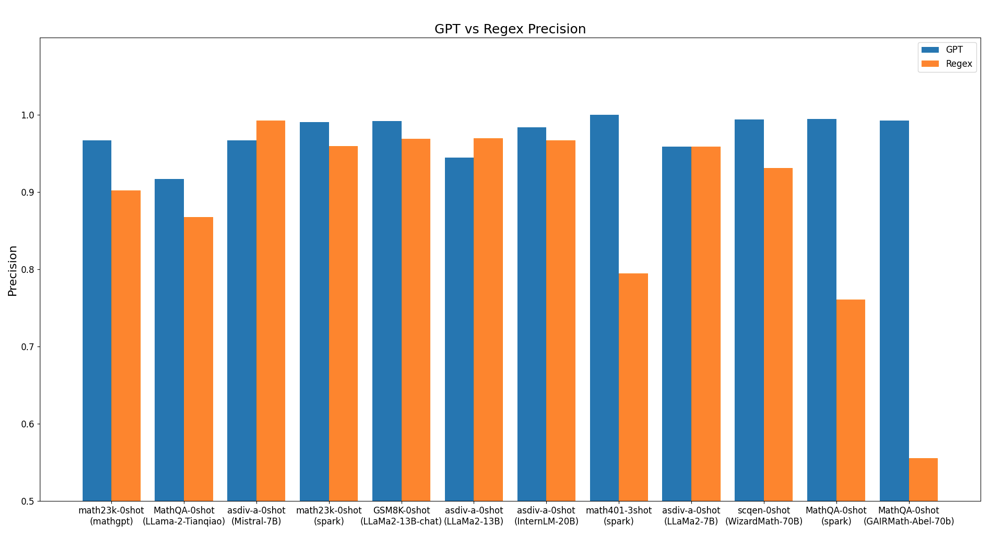 GPT vs Regex Precision
GPT
Regex
Precision
1.0
0.9
0.8
0.7
0.6
0.5
math23k-0shot
(mathgpt)
MathQA-0shot
(LLama-2-Tianqiao)
asdiv-a-0shot
(Mistral-7B)
math23k-0shot
(spark)
GSM8K-0shot
(LLaMa2-13B-chat)
asdiv-a-0shot
(LLaMa2-13B)
asdiv-a-0shot
(InternLM-20B)
math401-3shot
(spark)
asdiv-a-0shot
(LLaMa2-7B)
scqen-0shot
(WizardMath-70B)
MathQA-0shot
(spark)
MathQA-0shot
(GAIRMath-Abel-70b)